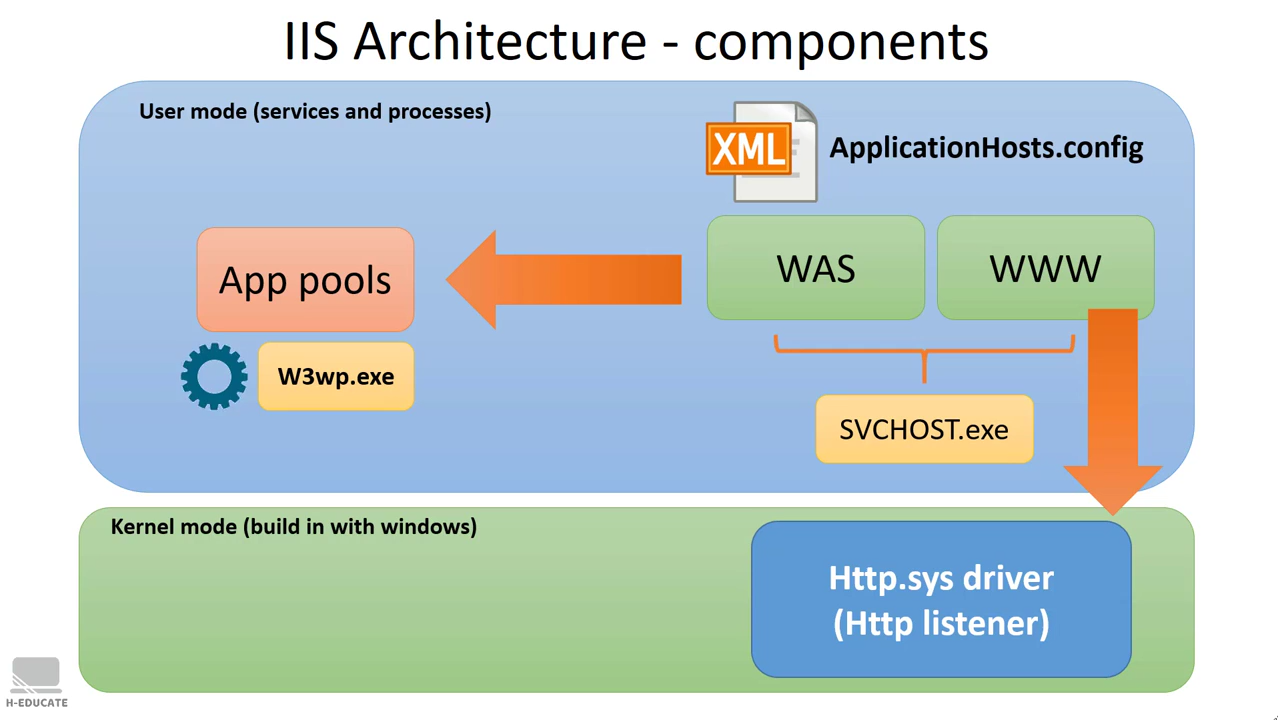 IIS Architecture - components
User mode (services and processes)
XML
ApplicationHosts.config
App pools
WAS
WWW
W3wp.exe
SVCHOST.exe
Kernel mode (build in with windows)
Http.sys driver
(Http listener)
H-EDUCATE